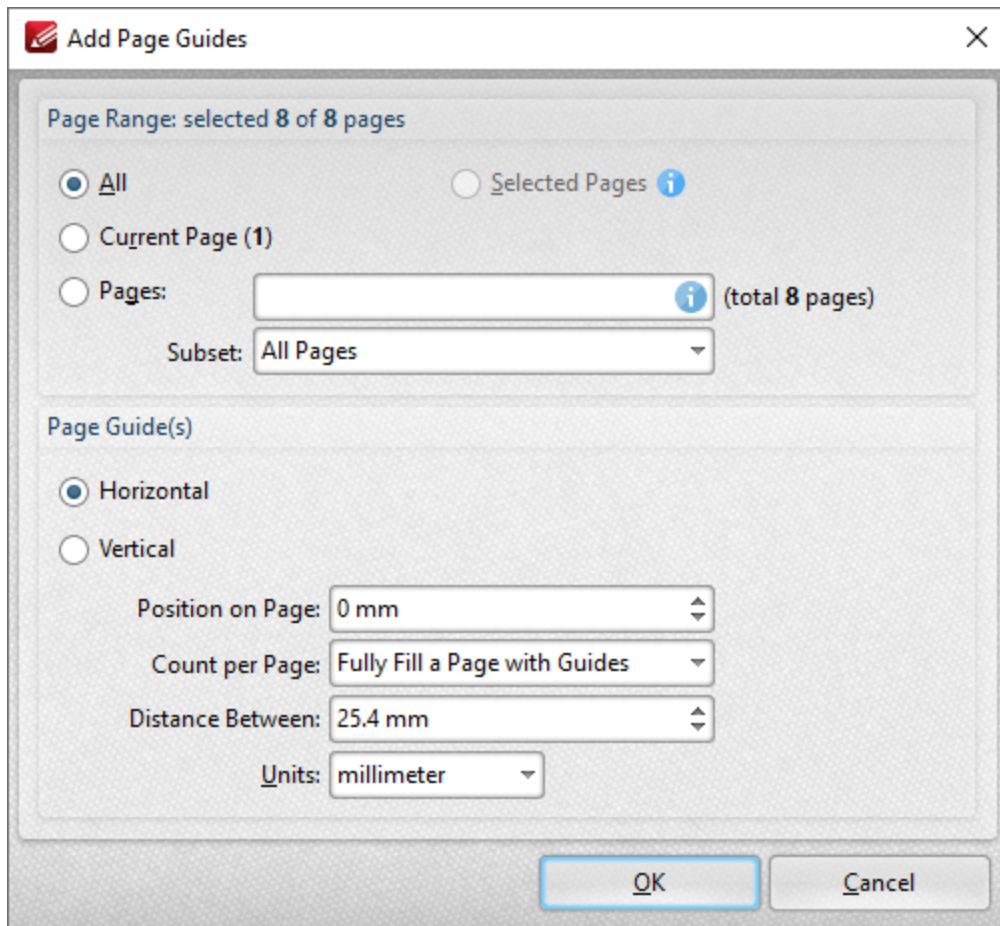 Add Page Guides
Page Range: selected 8 of 8 pages
All
Selected Pages
Current Page (1)
Pages:
(total 8 pages)
Subset: All Pages
Page Guide(s)
Horizontal
Vertical
Position on Page: 0 mm
Count per Page: Fully Fill a Page with Guides
Distance Between: 25.4 mm
Units: millimeter
OK
Cancel